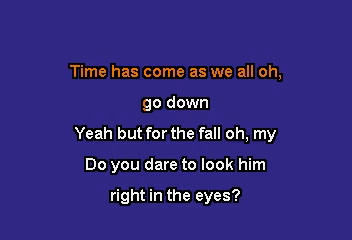 Time has come as we all oh,
go down
Yeah but for the fall oh, my
Do you dare to look him
right in the eyes?